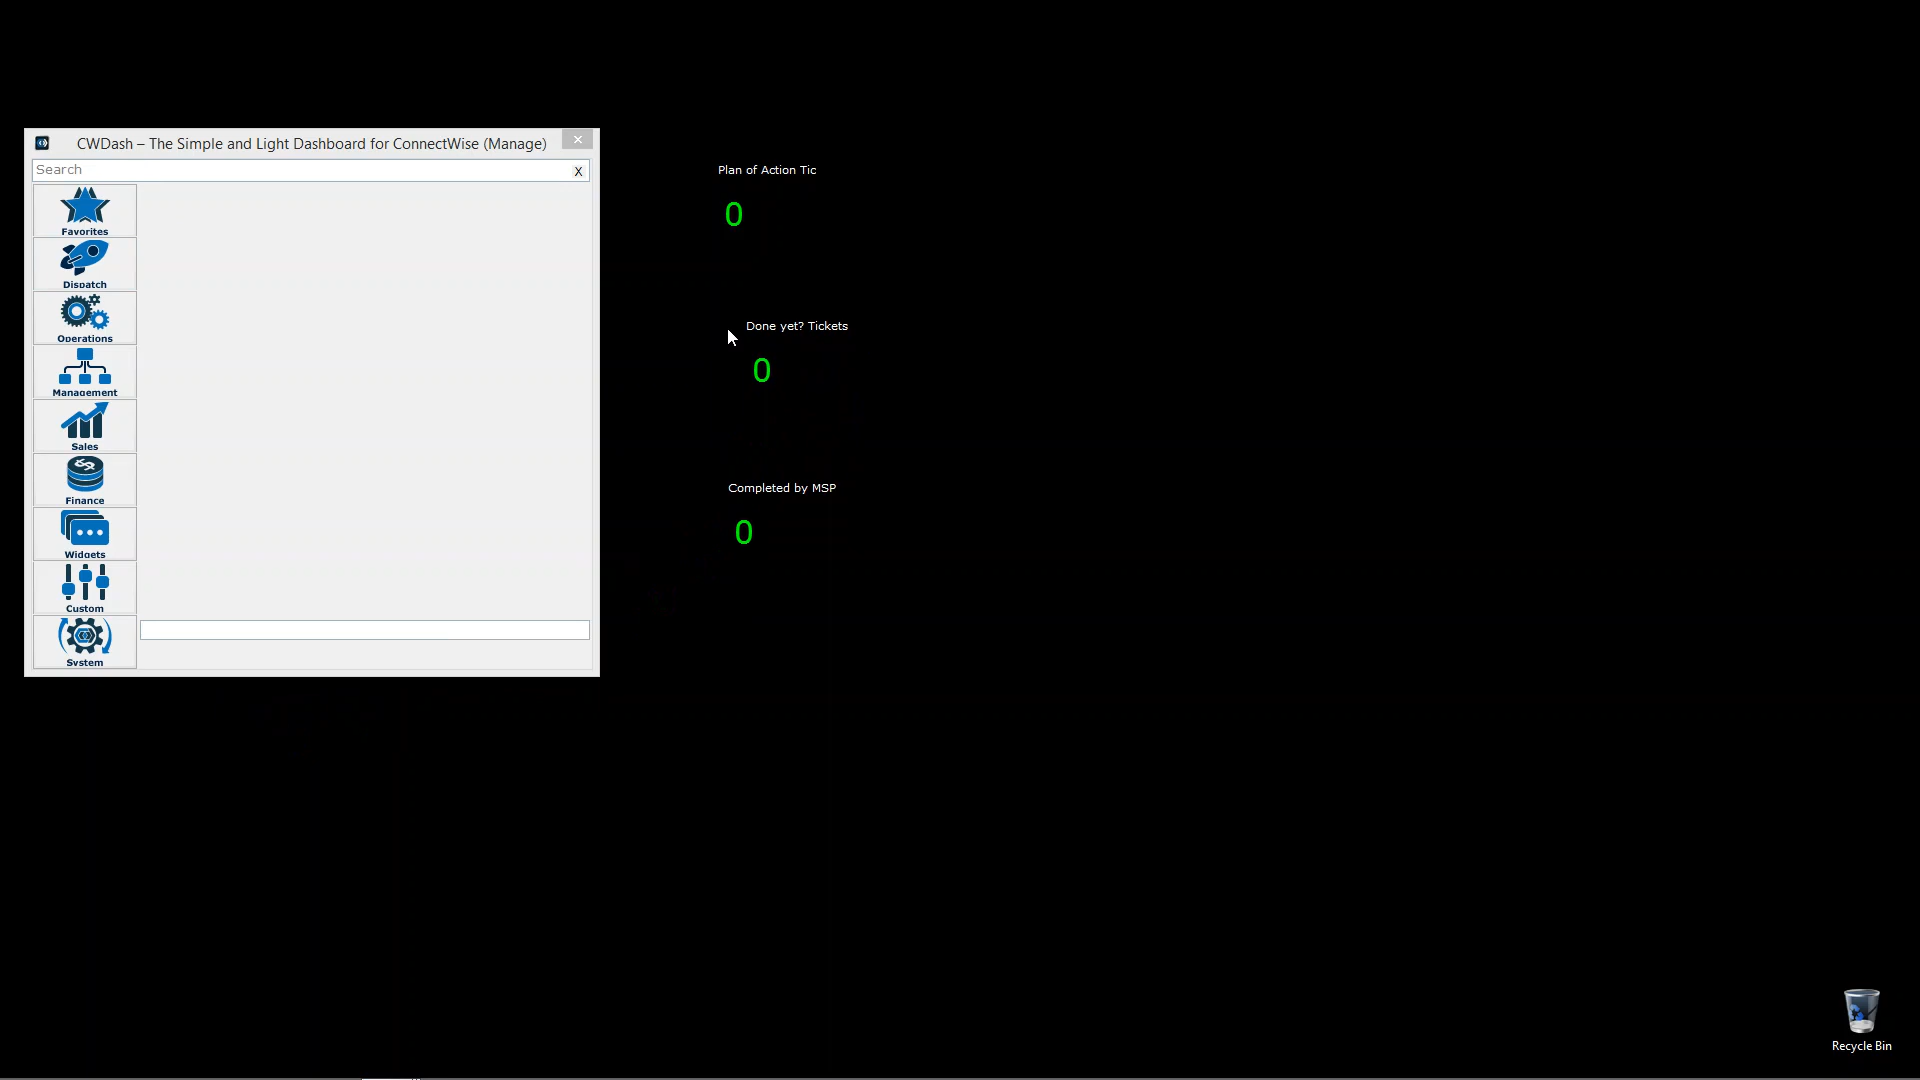 CWDash – The Simple and Light Dashboard for ConnectWise (Manage)
Search
X
Favorites
Dispatch
Operations
Management
Sales
Finance
Widgets
Custom
System
Plan of Action Tic
0
Done yet? Tickets
0
Completed by MSP
0
Recycle Bin